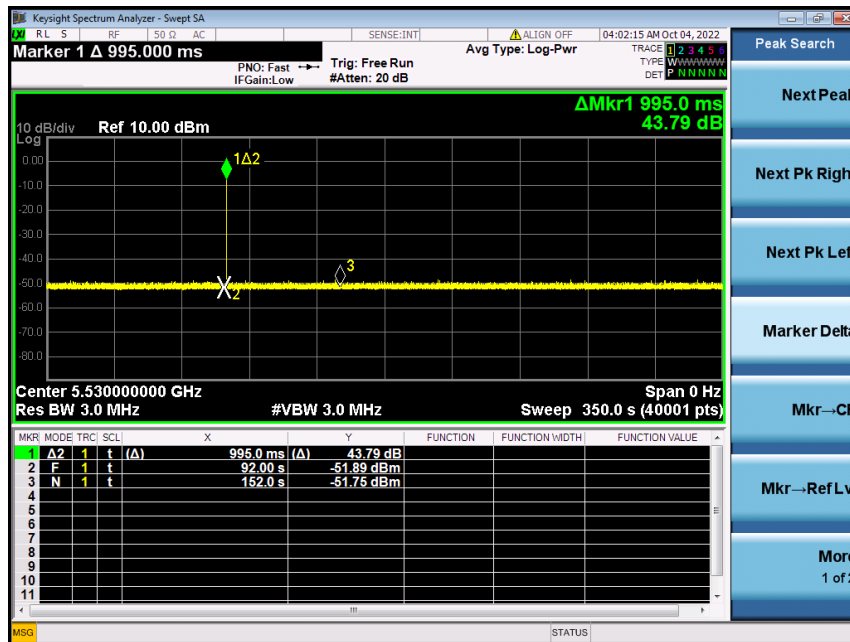 Keysight Spectrum Analyzer - Swept SA
LXI RL S RF 50 Ω AC SENSE:INT ALIGN OFF 04:02:15 AM Oct 04, 2022
Marker 1 Δ 995.000 ms
PNO: Fast
IFGain:Low
Trig: Free Run
#Atten: 20 dB
Avg Type: Log-Pwr
TRACE 1 2 3 4 5 6
TYPE WWWWWW
DET P N N N N N
ΔMkr1 995.0 ms
43.79 dB
10 dB/div Ref 10.00 dBm
Log
0.00
-10.0
-20.0
-30.0
-40.0
-50.0
-60.0
-70.0
-80.0
1Δ2
3
2
Center 5.530000000 GHz Span 0 Hz
Res BW 3.0 MHz #VBW 3.0 MHz Sweep 350.0 s (40001 pts)
MKR MODE TRC SCL X Y FUNCTION FUNCTION WIDTH FUNCTION VALUE
1 Δ2 1 t (Δ) 995.0 ms (Δ) 43.79 dB
2 F 1 t 92.00 s -51.89 dBm
3 N 1 t 152.0 s -51.75 dBm
4
5
6
7
8
9
10
11
MSG STATUS
Peak Search
Next Peal
Next Pk Righ
Next Pk Lef
Marker Delta
Mkr→CF
Mkr→Ref Lv
More
1 of 2